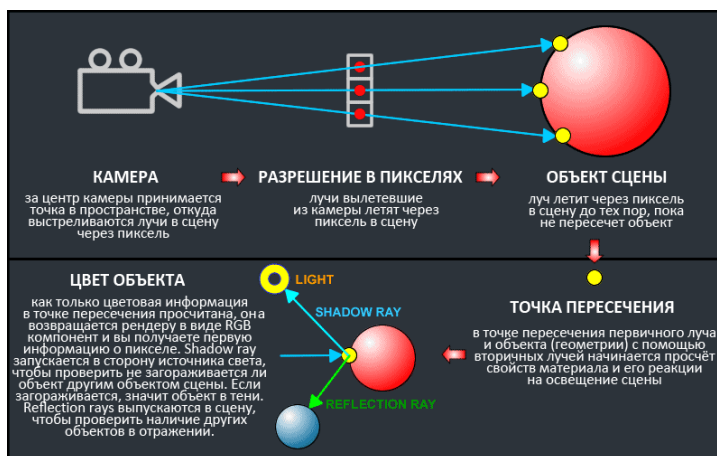 КАМЕРА
за центр камеры принимается
точка в пространстве, откуда
выстреливаются лучи в сцену
через пиксель
РАЗРЕШЕНИЕ В ПИКСЕЛЯХ
лучи вылетевшие
из камеры летят через
пиксель в сцену
ОБЪЕКТ СЦЕНЫ
луч летит через пиксель
в сцену до тех пор, пока
не пересечет объект
ТОЧКА ПЕРЕСЕЧЕНИЯ
в точке пересечения первичного луча
и объекта (геометрии) с помощью
вторичных лучей начинается просчёт
свойств материала и его реакции
на освещение сцены
LIGHT
SHADOW RAY
REFLECTION RAY
ЦВЕТ ОБЪЕКТА
как только цветовая информация
в точке пересечения просчитана, она
возвращается рендеру в виде RGB
компонент и вы получаете первую
информацию о пикселе. Shadow ray
запускается в сторону источника света,
чтобы проверить не загораживается ли
объект другим объектом сцены. Если
загораживается, значит объект в тени.
Reflection rays выпускаются в сцену,
чтобы проверить наличие других
объектов в отражении.